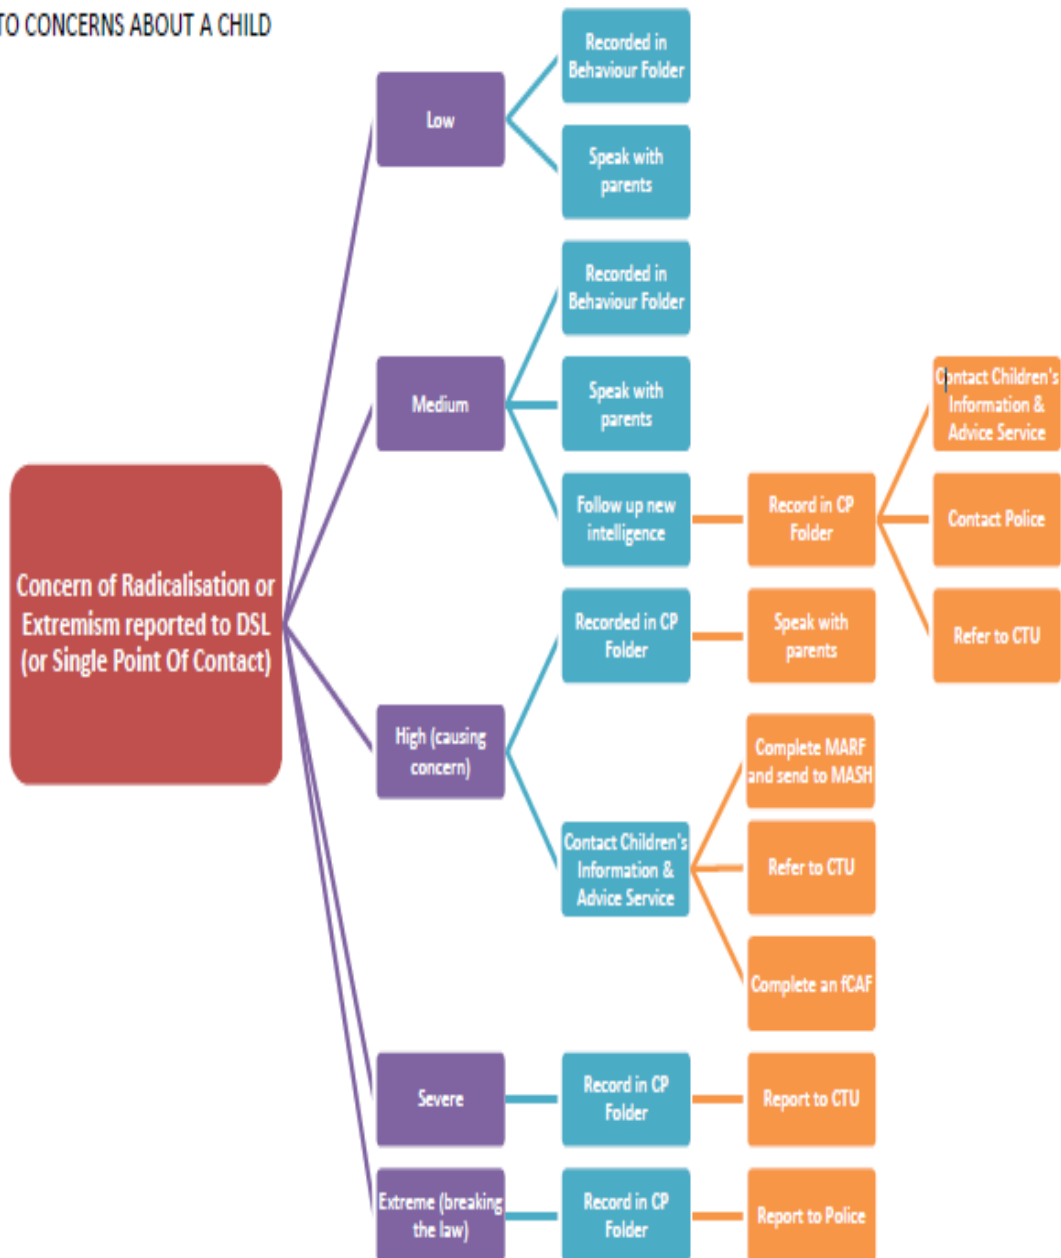 TO CONCERNS ABOUT A CHILD
Concern of Radicalisation or
Extremism reported to DSL
(or Single Point Of Contact)
Low
Recorded in
Behaviour Folder
Speak with
parents
Medium
Recorded in
Behaviour Folder
Speak with
parents
Follow up new
intelligence
Record in CP
Folder
Contact Children's
Information &
Advice Service
Contact Police
Refer to CTU
High (causing
concern)
Recorded in CP
Folder
Speak with
parents
Contact Children's
Information &
Advice Service
Complete MARF
and send to MASH
Refer to CTU
Complete an fCAF
Severe
Record in CP
Folder
Report to CTU
Extreme (breaking
the law)
Record in CP
Folder
Report to Police